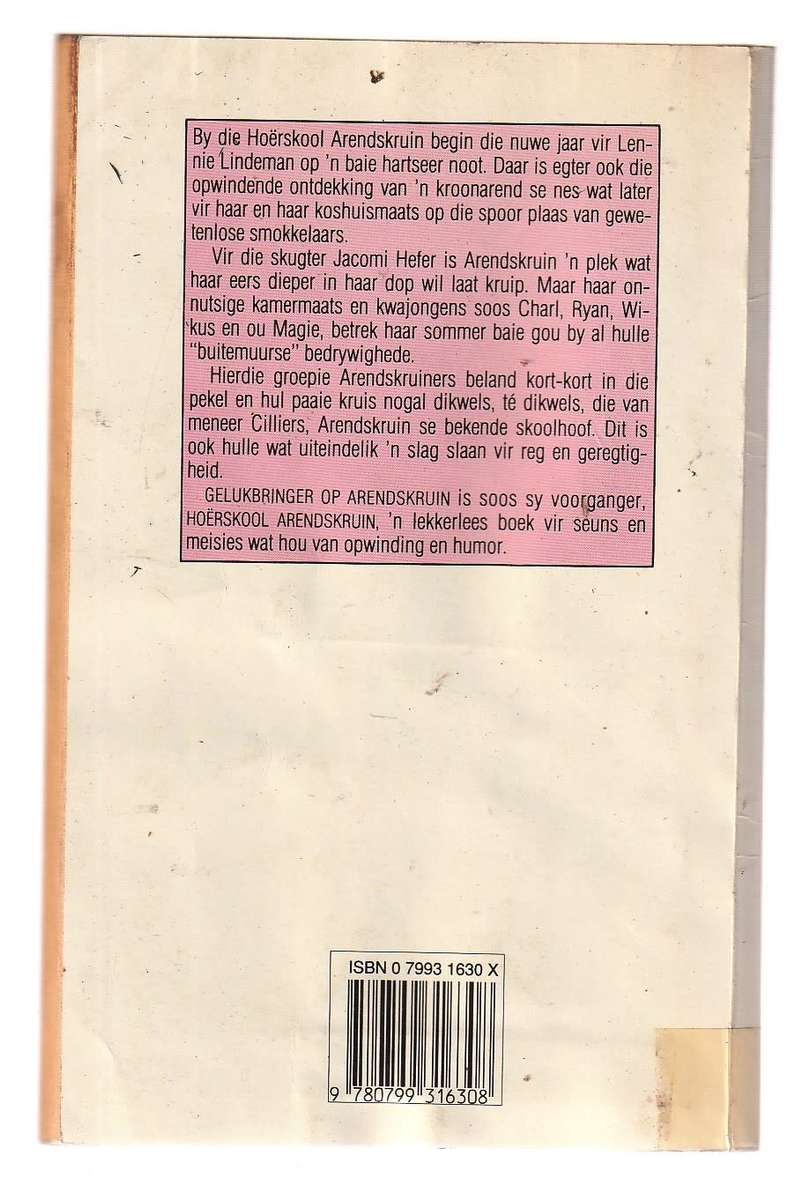 By die Hoërskool Arendskruin begin die nuwe jaar vir Len-
nie Lindeman op 'n baie hartseer noot. Daar is egter ook die
opwindende ontdekking van 'n kroonarend se nes wat later
vir haar en haar koshuismaats op die spoor plaas van gewe-
tenlose smokkelaars.
Vir die skugter Jacomi Hefer is Arendskruin 'n plek wat
haar eers dieper in haar dop wil laat kruip. Maar haar on-
nutsige kamermaats en kwajongens soos Charl, Ryan, Wi-
kus en ou Magie, betrek haar sommer baie gou by al hulle
"buitemuurse" bedrywighede.
Hierdie groepie Arendskruiners beland kort-kort in die
pekel en hul paaie kruis nogal dikwels, té dikwels, die van
meneer Cilliers, Arendskruin se bekende skoolhoof. Dit is
ook hulle wat uiteindelik 'n slag slaan vir reg en geregtig-
heid.
GELUKBRINGER OP ARENDSKRUIN is soos sy voorganger,
HOËRSKOOL ARENDSKRUIN, 'n lekkerlees boek vir seuns en
meisies wat hou van opwinding en humor.
ISBN 0 7993 1630 X
9 780799 316308